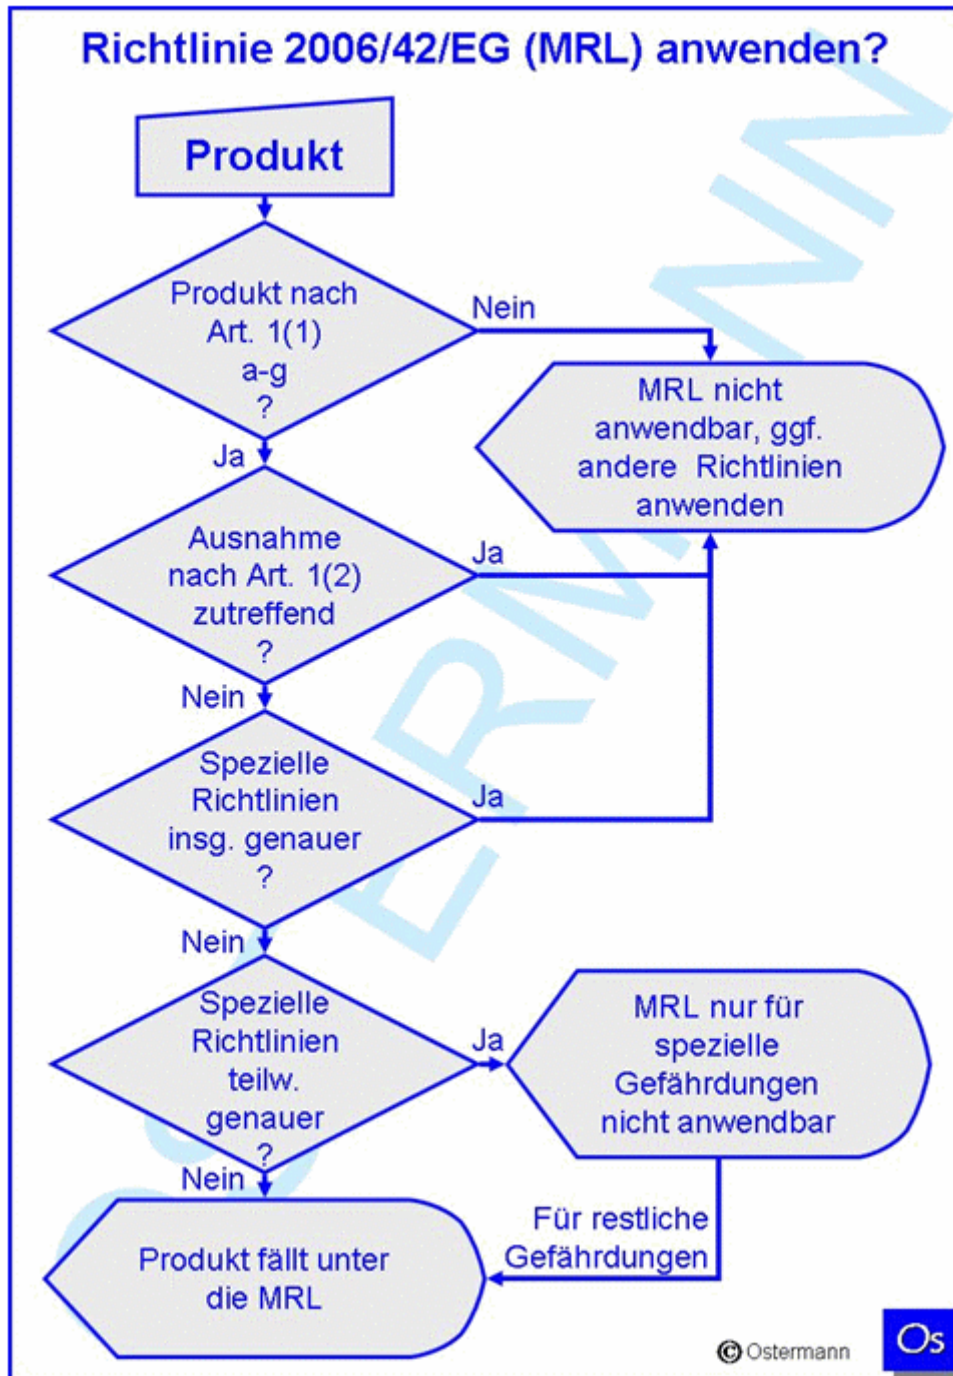 Richtlinie 2006/42/EG (MRL) anwenden?
Produkt
Produkt nach
Art. 1(1)
a-g
?
Nein
MRL nicht
anwendbar, ggf.
andere Richtlinien
anwenden
Ja
Ausnahme
nach Art. 1(2)
zutreffend
?
Ja
Nein
Spezielle
Richtlinien
insg. genauer
?
Ja
Nein
Spezielle
Richtlinien
teilw.
genauer
?
Ja
MRL nur für
spezielle
Gefährdungen
nicht anwendbar
Nein
Für restliche
Gefährdungen
Produkt fällt unter
die MRL
© Ostermann
Os